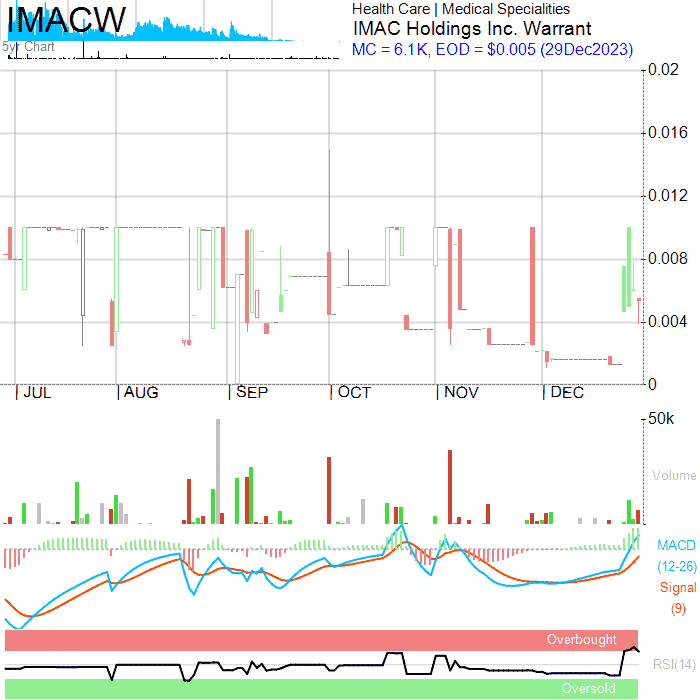 IMACW
Health Care | Medical Specialities
IMAC Holdings Inc. Warrant
MC = 6.1K, EOD = $0.005 (29Dec2023)
5yr Chart
0.02
0.016
0.012
0.008
0.004
0
JUL
AUG
SEP
OCT
NOV
DEC
50k
Volume
MACD
(12-26)
Signal
(9)
Overbought
RSI(14)
Oversold